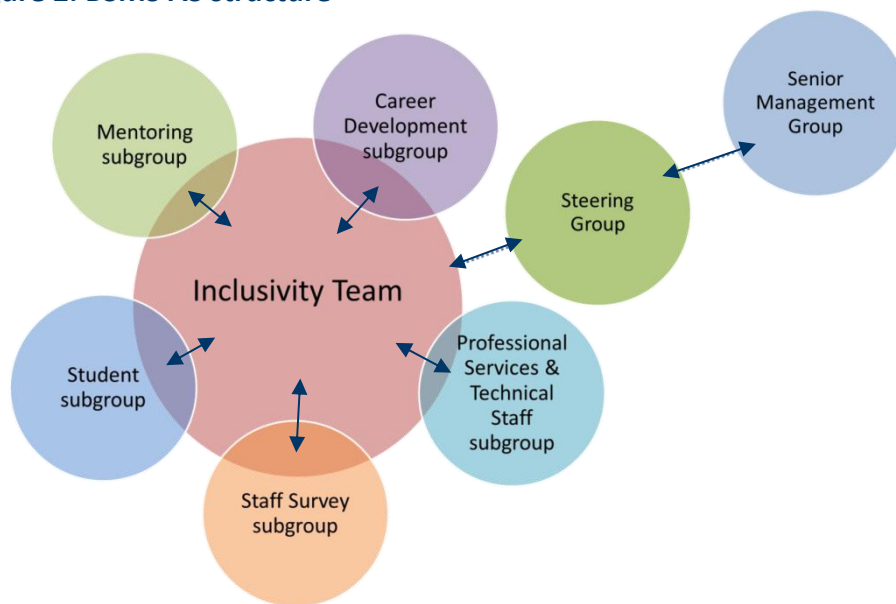 Senior
Management
Group
Career
Development
subgroup
Mentoring
subgroup
Steering
Group
Inclusivity Team
Professional
Services &
Technical
Staff
subgroup
Student
subgroup
Staff Survey
subgroup